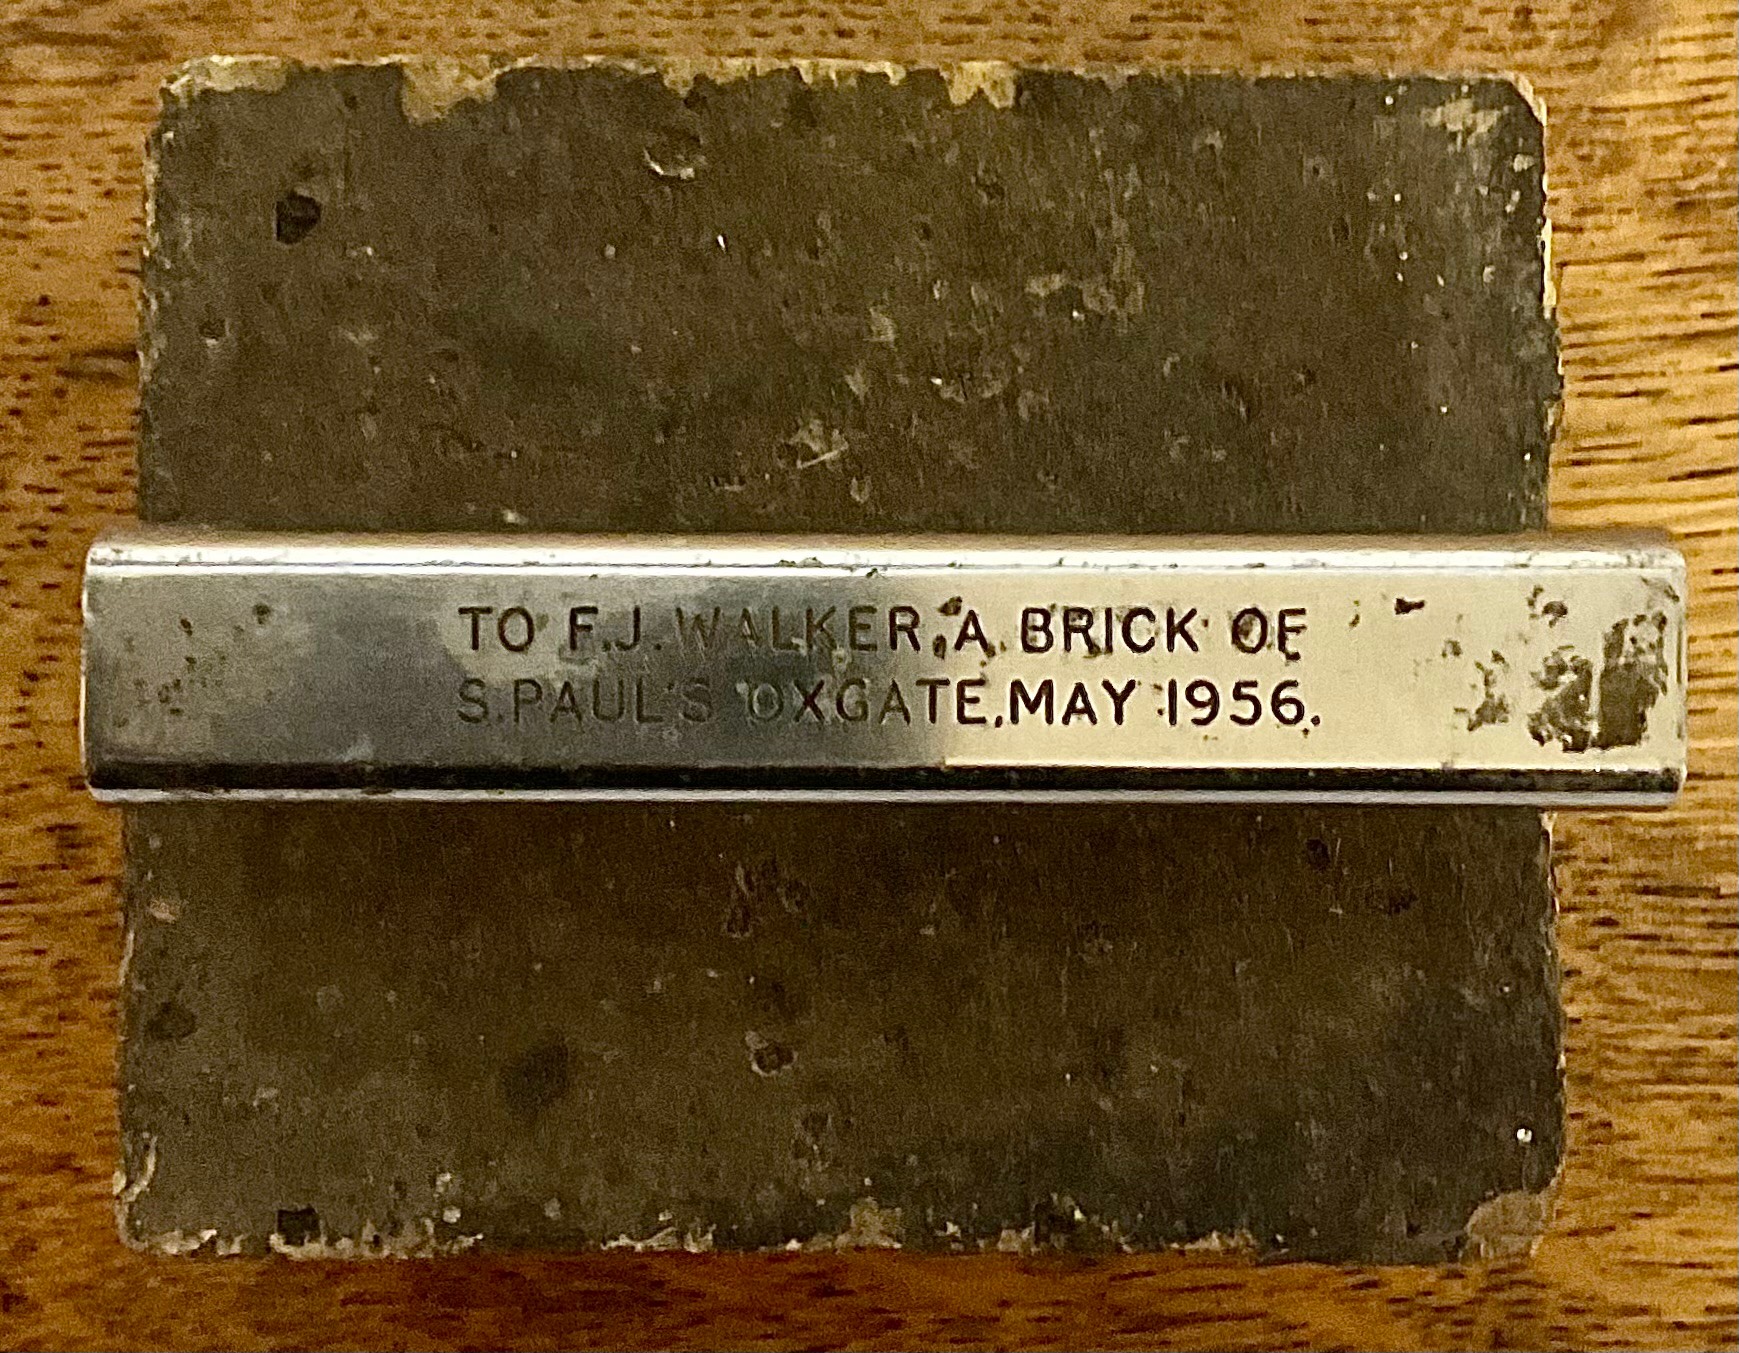 TO F.J. WALKER, A BRICK OF
S.PAUL'S OXGATE, MAY 1956.